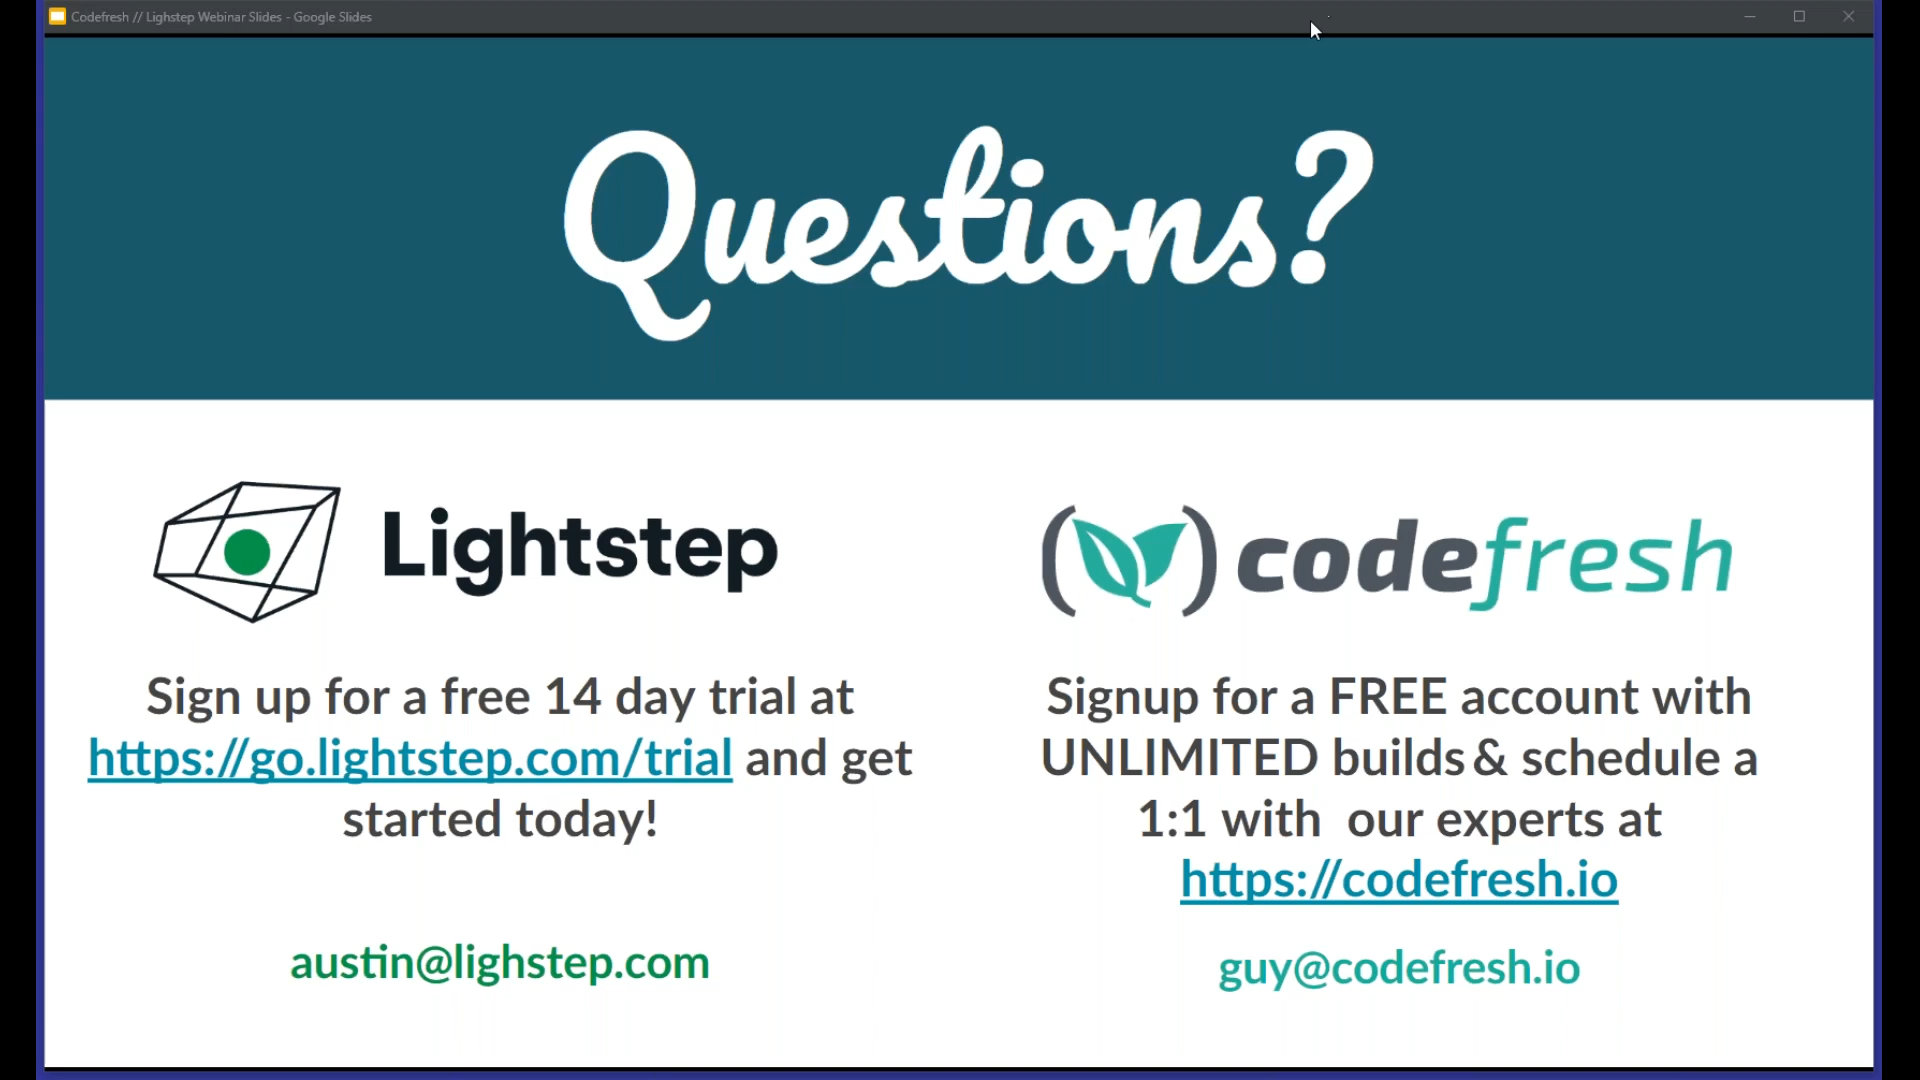 Codefresh // Lighstep Webinar Slides - Google Slides
Questions?
Lightstep
Sign up for a free 14 day trial at
https://go.lightstep.com/trial and get
started today!
austin@lighstep.com
codefresh
Signup for a FREE account with
UNLIMITED builds & schedule a
1:1 with our experts at
https://codefresh.io
guy@codefresh.io